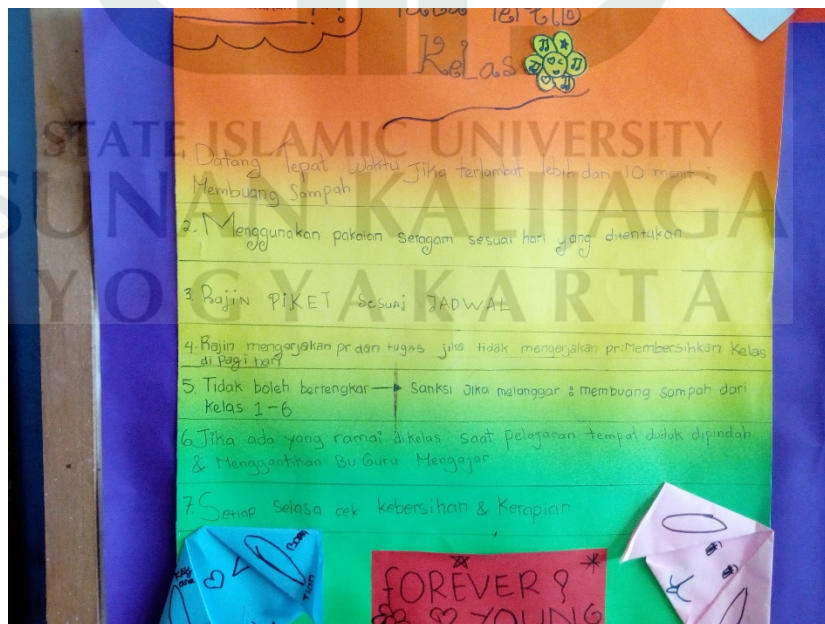 Tata Tertib
Kelas
1. Datang Tepat Waktu Jika terlambat lebih dari 10 menit :
Membuang Sampah
2. Menggunakan pakaian seragam sesuai hari yang ditentukan
3. Rajin PiKET SesuAi JADWAL
4. Rajin mengerjakan pr dan tugas jika tidak mengerjakan pr:Membersihkan Kelas
di Pagi hari
5. Tidak boleh bertengkar → Sanksi Jika melanggar : membuang sampah dari
Kelas 1-6
6. Jika ada yang ramai dikelas saat pelajaran tempat duduk dipindah
& Menggantikan Bu Guru Mengajar
7. Setiap Selasa cek kebersihan & Kerapian
fOREVER
YOUNG
STATE ISLAMIC UNIVERSITY
SUNAN KALIJAGA
YOGYAKARTA